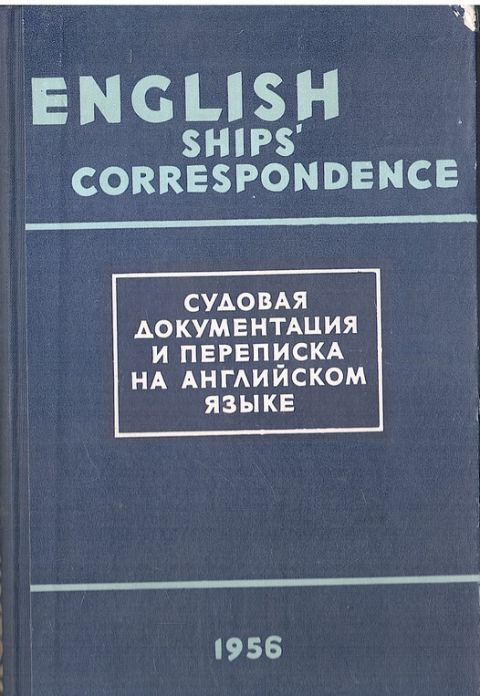 ENGLISH
SHIPS'
CORRESPONDENCE
СУДОВАЯ
ДОКУМЕНТАЦИЯ
И ПЕРЕПИСКА
НА АНГЛИЙСКОМ
ЯЗЫКЕ
1956